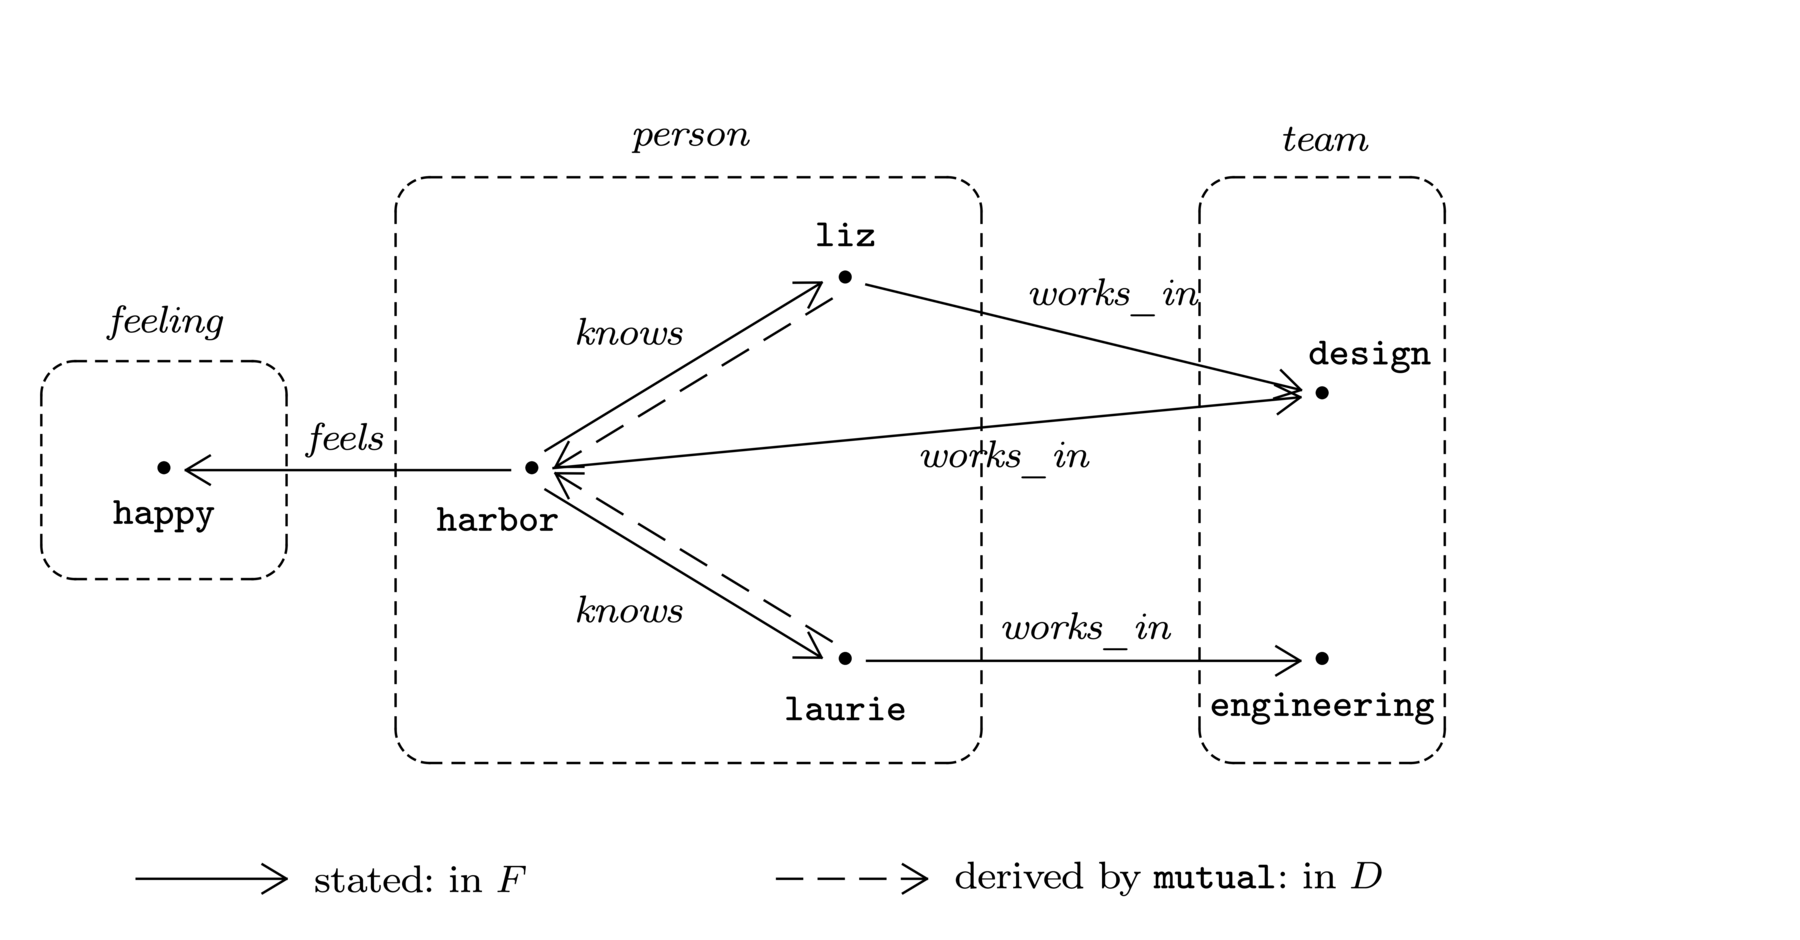 person
team
liz
works_in
feeling
knows
design
feels
works_in
happy
harbor
knows
works_in
laurie
engineering
stated: in F
derived by mutual: in D